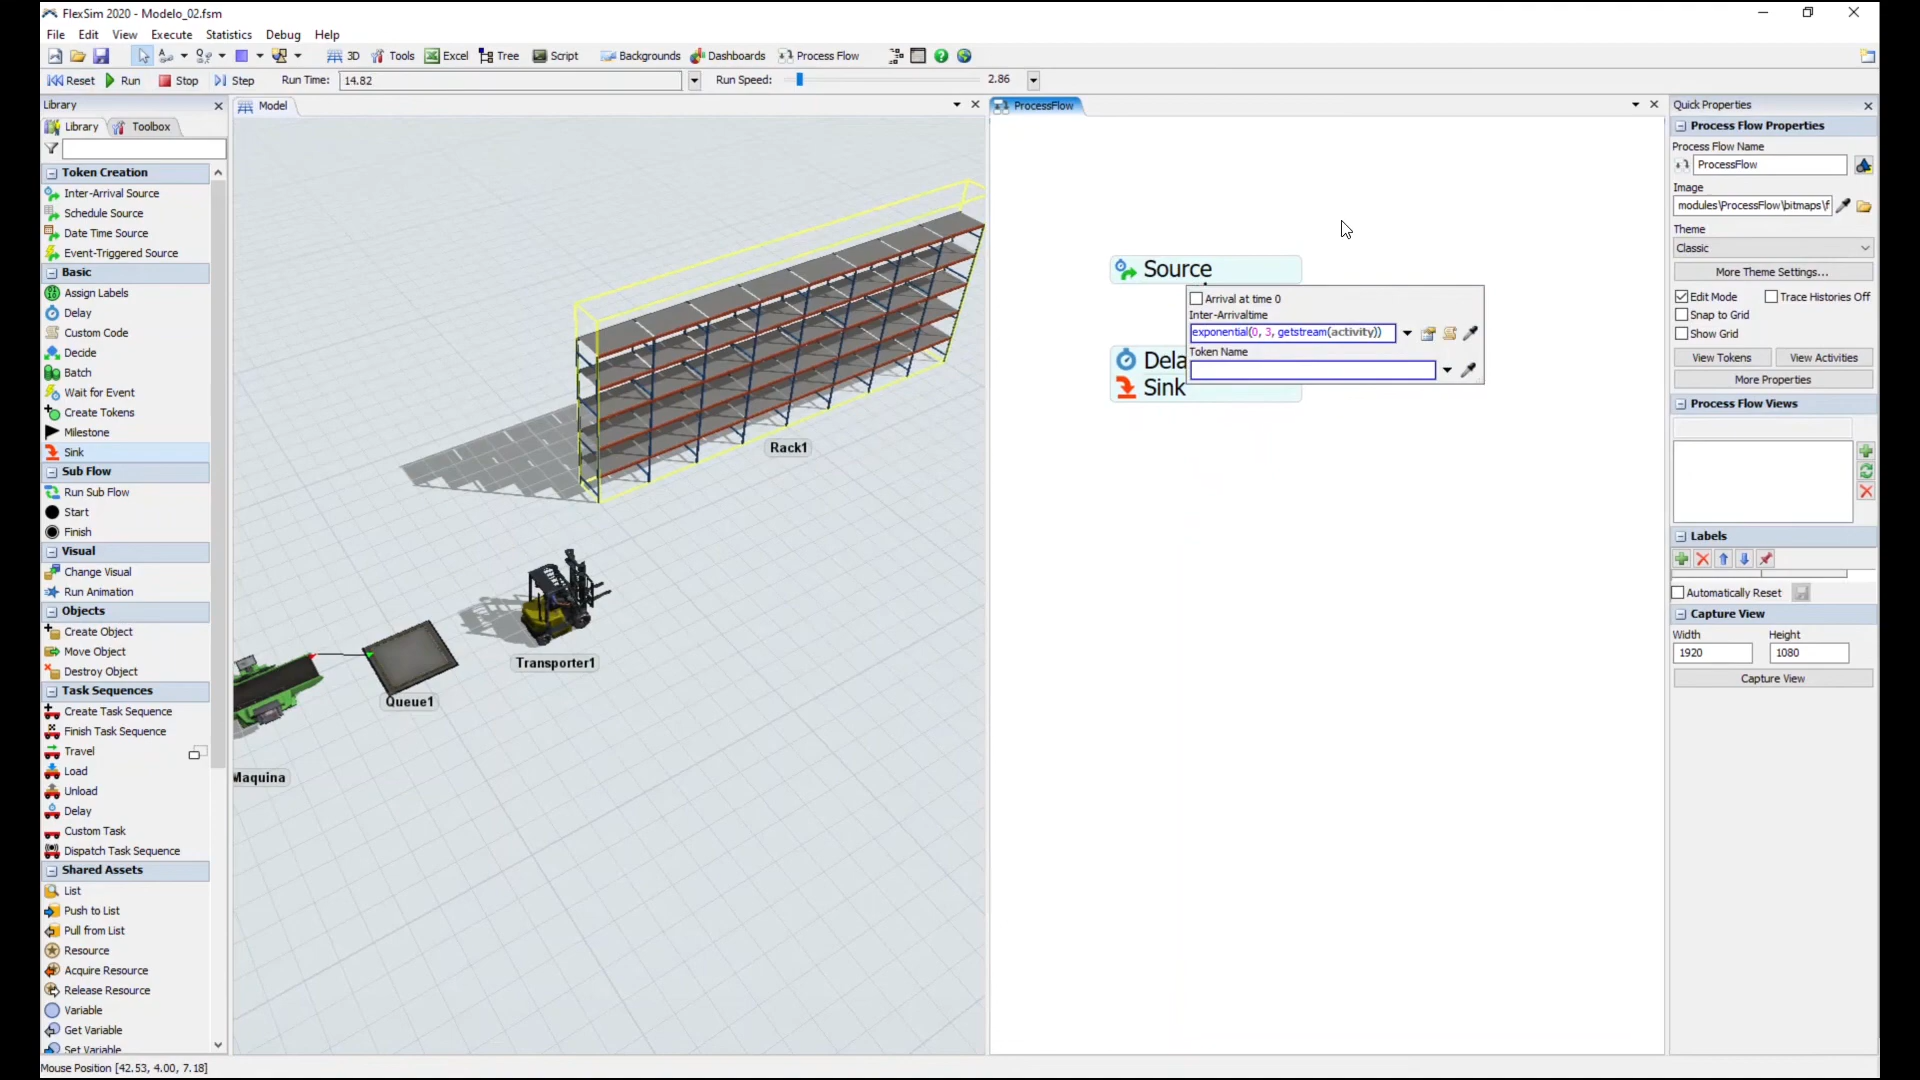 FlexSim 2020 - Modelo_02.fsm
File Edit View Execute Statistics Debug Help
3D Tools Excel Tree Script Backgrounds Dashboards Process Flow
Reset Run Stop Step Run Time: 14.82 Run Speed: 2.86
Library
Library Toolbox
Token Creation
Inter-Arrival Source
Schedule Source
Date Time Source
Event-Triggered Source
Basic
Assign Labels
Delay
Custom Code
Decide
Batch
Wait for Event
Create Tokens
Milestone
Sink
Sub Flow
Run Sub Flow
Start
Finish
Visual
Change Visual
Run Animation
Objects
Create Object
Move Object
Destroy Object
Task Sequences
Create Task Sequence
Finish Task Sequence
Travel
Load
Unload
Delay
Custom Task
Dispatch Task Sequence
Shared Assets
List
Push to List
Pull from List
Resource
Acquire Resource
Release Resource
Variable
Get Variable
Set Variable
Mouse Position [42.53, 4.00, 7.18]
Model
Rack1
Transporter1
Queue1
Maquina
ProcessFlow
Source
Arrival at time 0
Inter-Arrivaltime
exponential(0, 3, getstream(activity))
Token Name
Dela
Sink
Quick Properties
Process Flow Properties
Process Flow Name
ProcessFlow
Image
modules\ProcessFlow\bitmaps\f
Theme
Classic
More Theme Settings...
Edit Mode Trace Histories Off
Snap to Grid
Show Grid
View Tokens View Activities
More Properties
Process Flow Views
Labels
Automatically Reset
Capture View
Width Height
1920 1080
Capture View